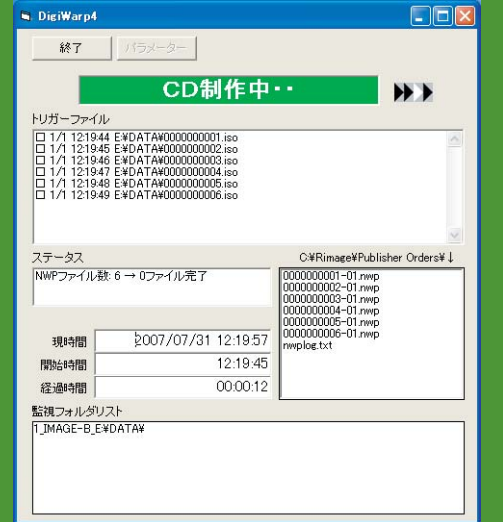 DigiWarp4
終了
パラメーター
CD制作中・・
トリガーファイル
1/1 12:19:44 E:¥DATA¥0000000001.iso
1/1 12:19:45 E:¥DATA¥0000000002.iso
1/1 12:19:46 E:¥DATA¥0000000003.iso
1/1 12:19:47 E:¥DATA¥0000000004.iso
1/1 12:19:48 E:¥DATA¥0000000005.iso
1/1 12:19:49 E:¥DATA¥0000000006.iso
ステータス
NWPファイル数: 6 → 0ファイル完了
C:¥Rimage¥Publisher Orders¥↓
0000000001-01.nwp
0000000002-01.nwp
0000000003-01.nwp
0000000004-01.nwp
0000000005-01.nwp
0000000006-01.nwp
nwplog.txt
現時間 2007/07/31 12:19:57
開始時間 12:19:45
経過時間 00:00:12
監視フォルダリスト
1_IMAGE-B_E:¥DATA¥